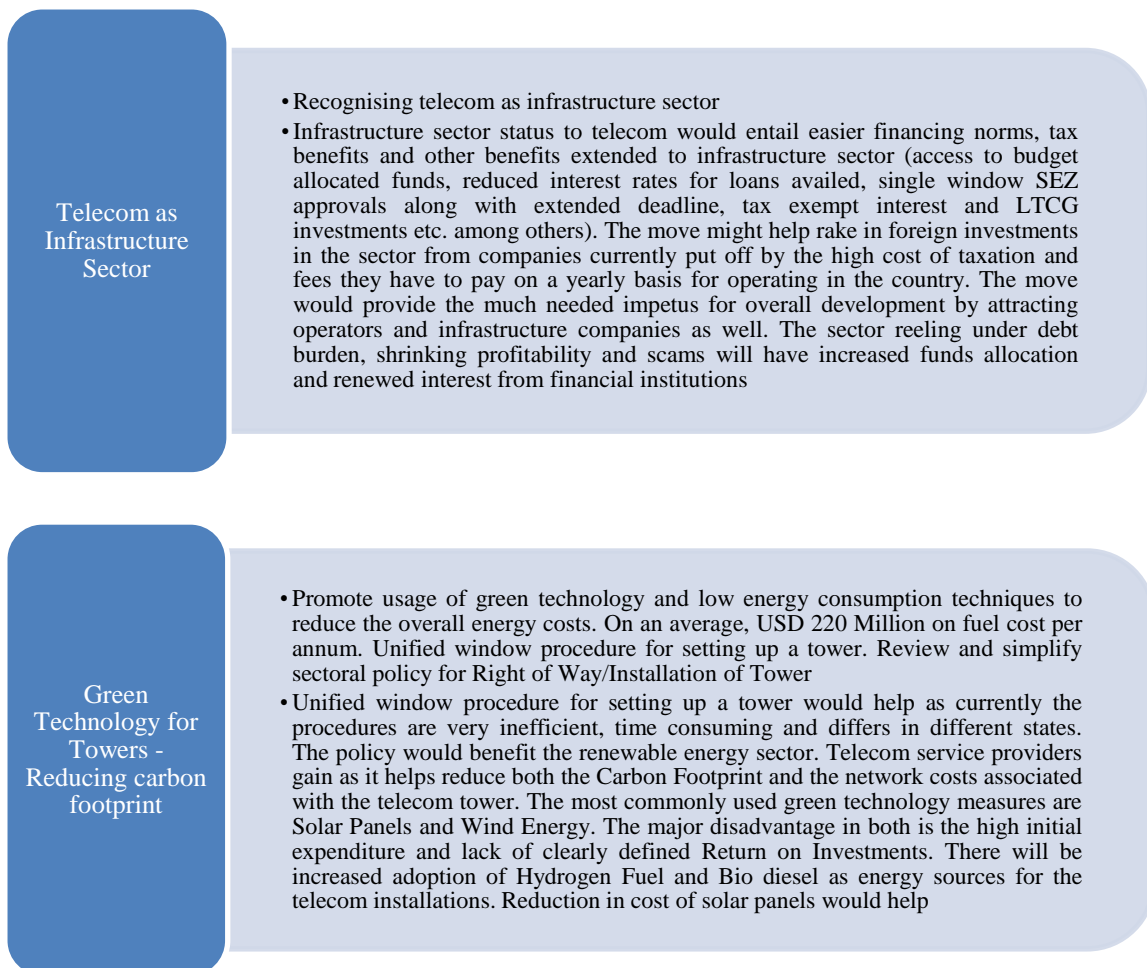 Telecom as
Infrastructure
Sector
• Recognising telecom as infrastructure sector
• Infrastructure sector status to telecom would entail easier financing norms, tax
benefits and other benefits extended to infrastructure sector (access to budget
allocated funds, reduced interest rates for loans availed, single window SEZ
approvals along with extended deadline, tax exempt interest and LTCG
investments etc. among others). The move might help rake in foreign investments
in the sector from companies currently put off by the high cost of taxation and
fees they have to pay on a yearly basis for operating in the country. The move
would provide the much needed impetus for overall development by attracting
operators and infrastructure companies as well. The sector reeling under debt
burden, shrinking profitability and scams will have increased funds allocation
and renewed interest from financial institutions
Green
Technology for
Towers -
Reducing carbon
footprint
• Promote usage of green technology and low energy consumption techniques to
reduce the overall energy costs. On an average, USD 220 Million on fuel cost per
annum. Unified window procedure for setting up a tower. Review and simplify
sectoral policy for Right of Way/Installation of Tower
• Unified window procedure for setting up a tower would help as currently the
procedures are very inefficient, time consuming and differs in different states.
The policy would benefit the renewable energy sector. Telecom service providers
gain as it helps reduce both the Carbon Footprint and the network costs associated
with the telecom tower. The most commonly used green technology measures are
Solar Panels and Wind Energy. The major disadvantage in both is the high initial
expenditure and lack of clearly defined Return on Investments. There will be
increased adoption of Hydrogen Fuel and Bio diesel as energy sources for the
telecom installations. Reduction in cost of solar panels would help